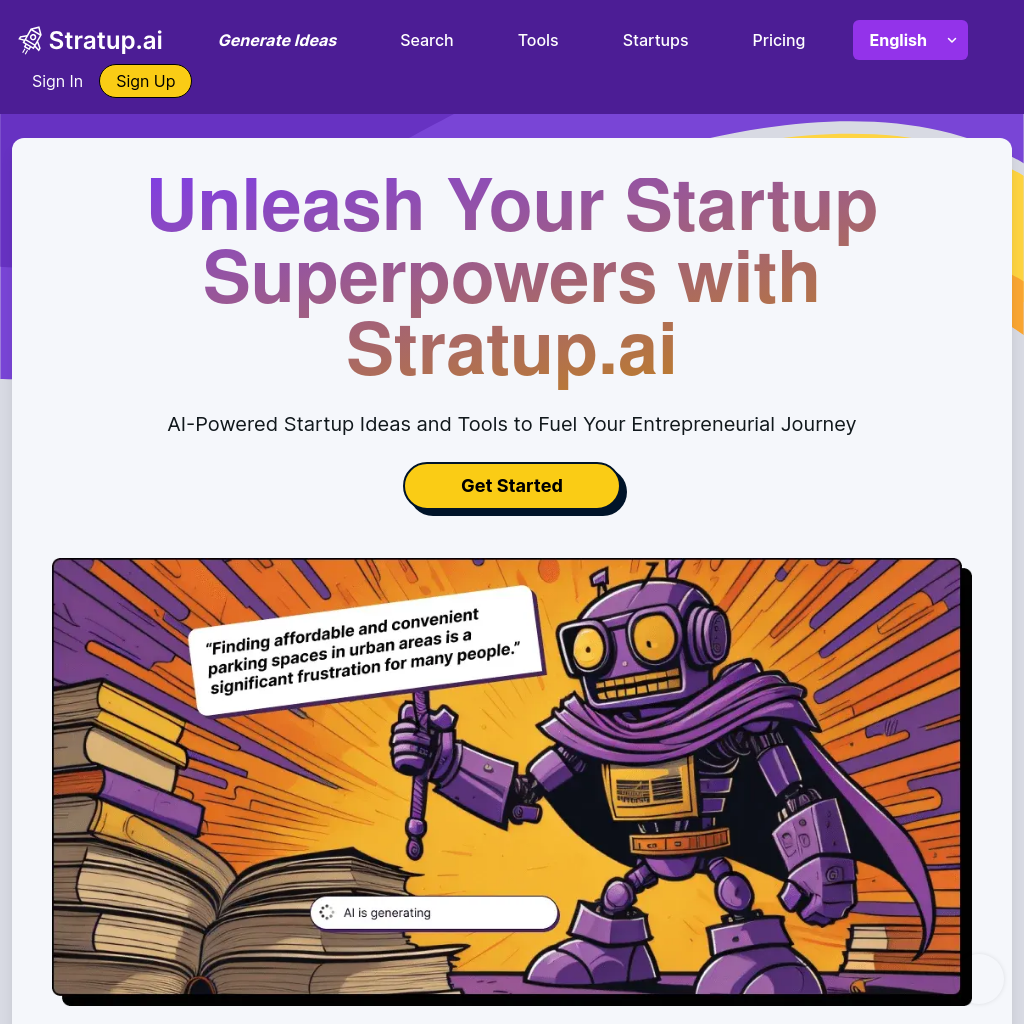 Stratup.ai
Generate Ideas
Search
Tools
Startups
Pricing
English
Sign In
Sign Up
Unleash Your Startup
Superpowers with
Stratup.ai
AI-Powered Startup Ideas and Tools to Fuel Your Entrepreneurial Journey
Get Started
“Finding affordable and convenient
parking spaces in urban areas is a
significant frustration for many people.”
AI is generating